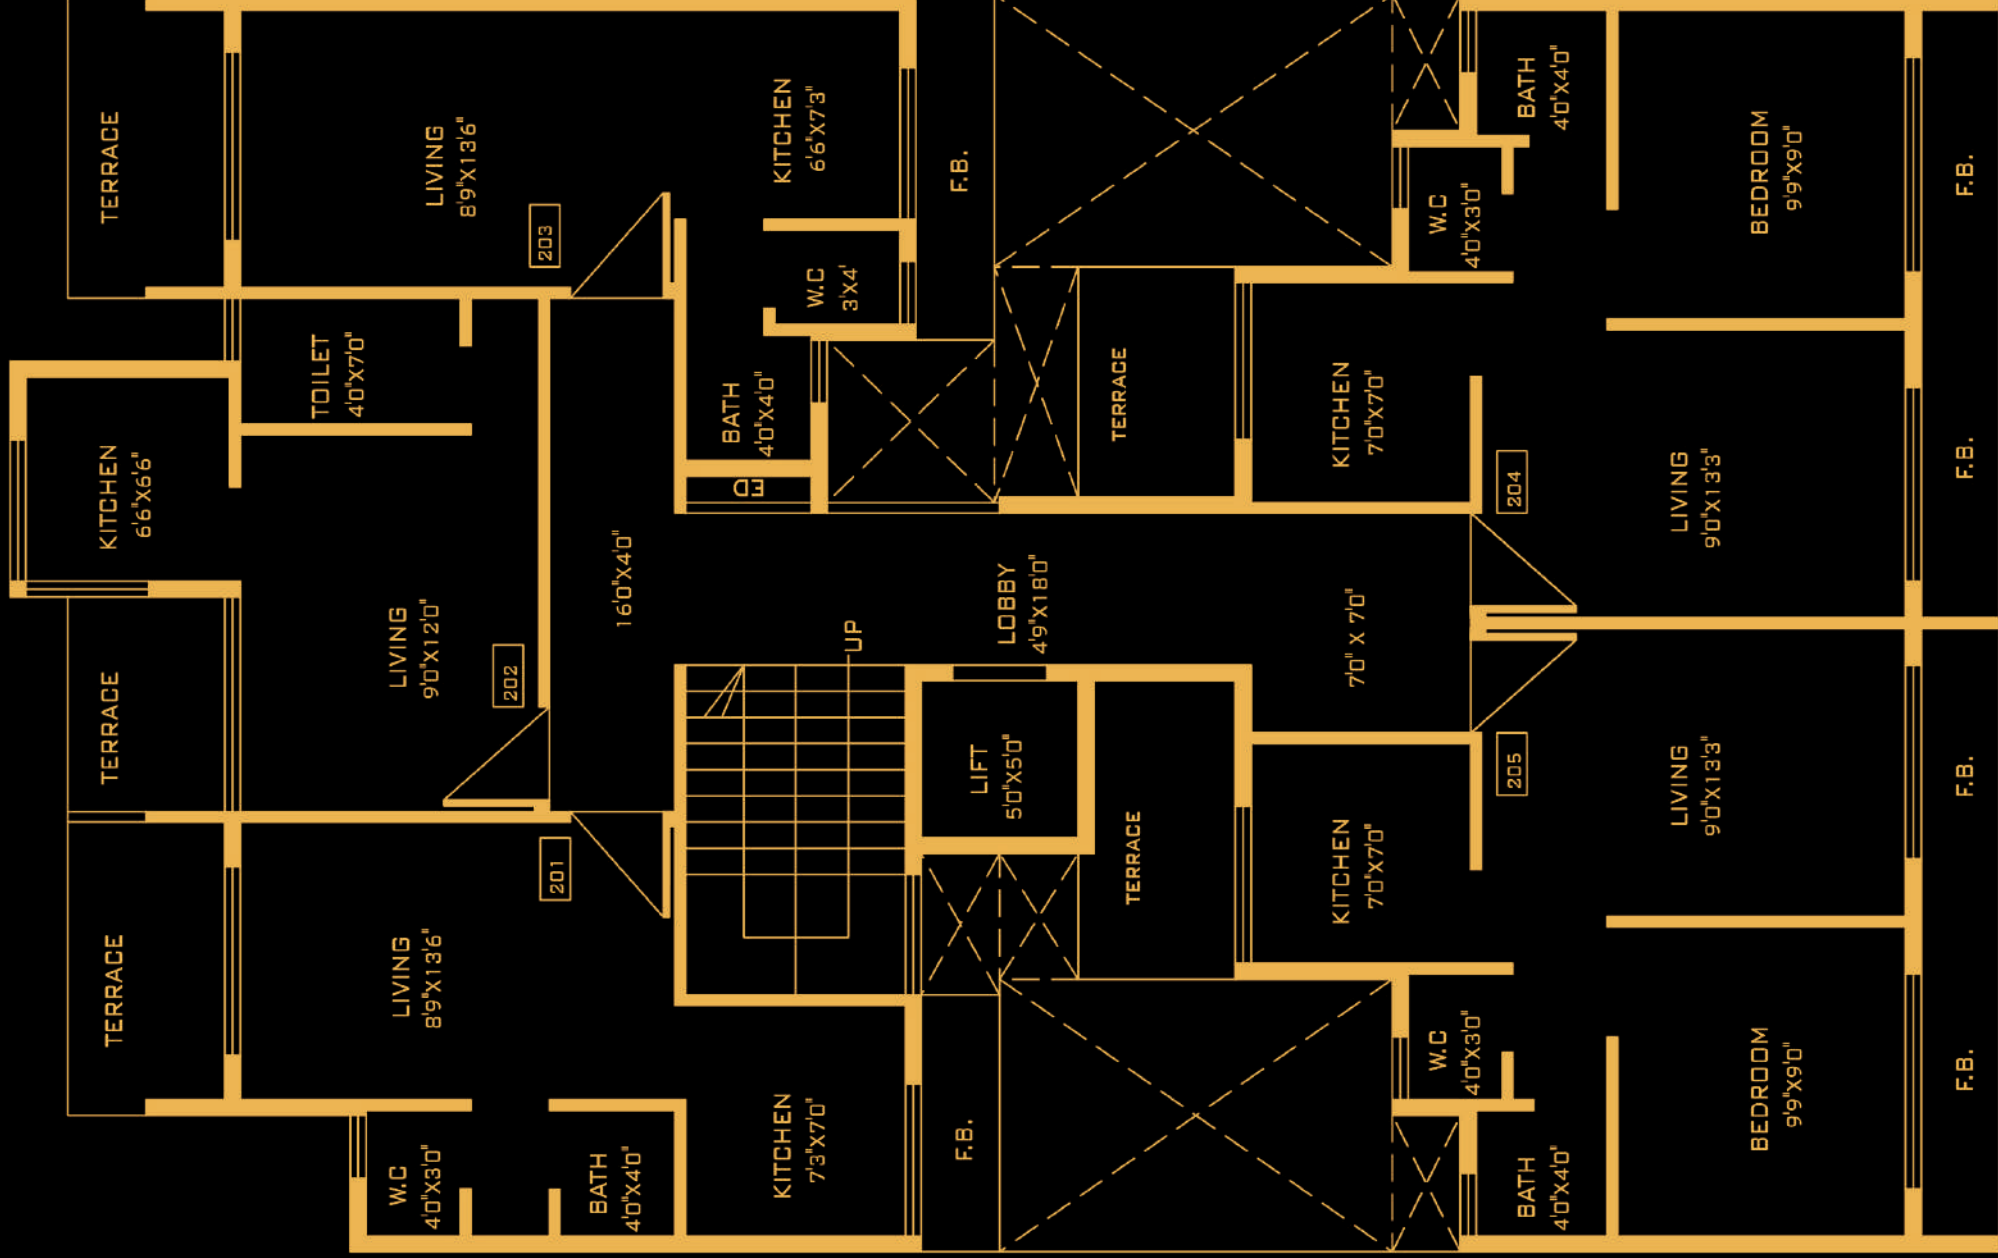 TERRACE
TERRACE
KITCHEN
6'6"X6'6"
TERRACE
TOILET
4'0"X7'0"
W.C
4'0"X3'0"
LIVING
8'9"X13'6"
LIVING
9'0"X12'0"
LIVING
8'9"X13'6"
201
202
203
BATH
4'0"X4'0"
16'0"X4'0"
BATH
4'0"X4'0"
ED
KITCHEN
7'3"X7'0"
UP
W.C
3'X4'
KITCHEN
6'6"X7'3"
F.B.
LIFT
5'0"X5'0"
LOBBY
4'9"X18'0"
F.B.
TERRACE
TERRACE
KITCHEN
7'0"X7'0"
7'0" X 7'0"
KITCHEN
7'0"X7'0"
W.C
4'0"X3'0"
W.C
4'0"X3'0"
BATH
4'0"X4'0"
205
204
BATH
4'0"X4'0"
LIVING
9'0"X13'3"
LIVING
9'0"X13'3"
BEDROOM
9'9"X9'0"
BEDROOM
9'9"X9'0"
F.B.
F.B.
F.B.
F.B.